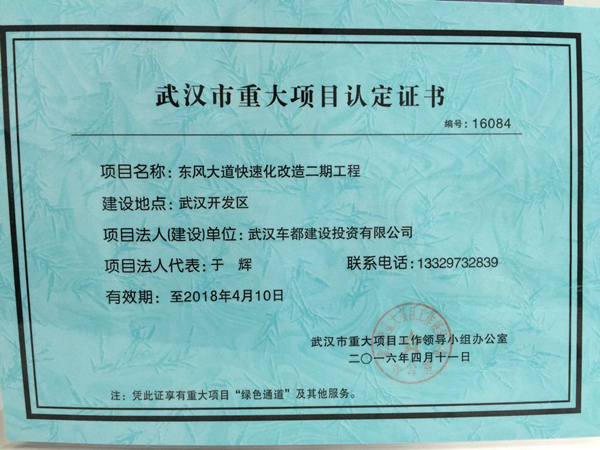 武汉市重大项目认定证书
编号: 16084
项目名称: 东风大道快速化改造二期工程
建设地点: 武汉开发区
项目法人(建设)单位: 武汉车都建设投资有限公司
项目法人代表: 于 辉 联系电话: 13329732839
有效期: 至2018年4月10日
武汉市重大项目工作领导小组办公室
二〇一六年四月十一日
注: 凭此证享有重大项目“绿色通道”及其他服务。